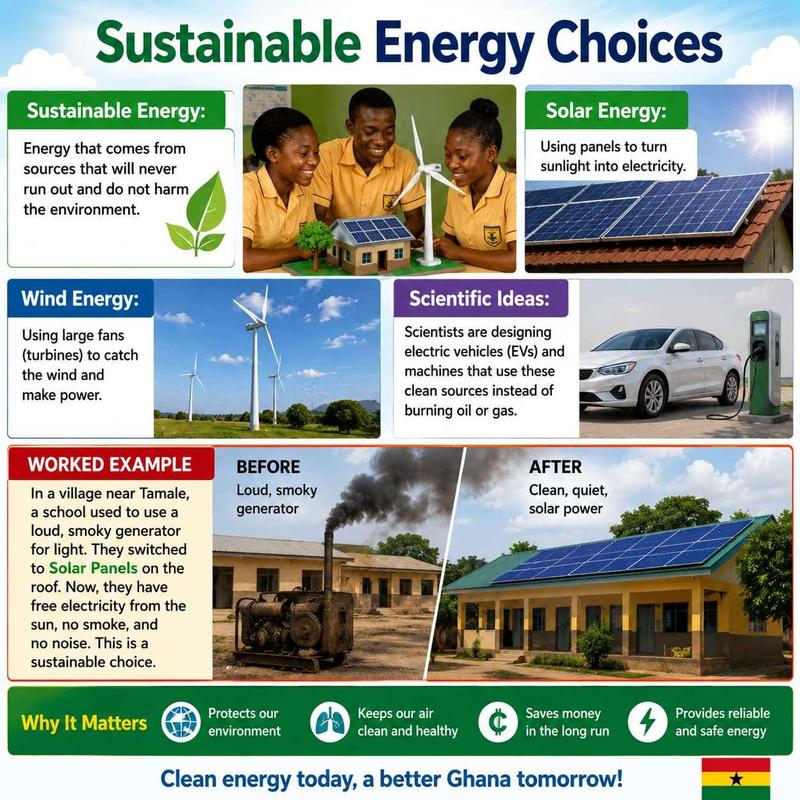 Sustainable Energy Choices
Sustainable Energy:
Energy that comes from
sources that will never
run out and do not harm
the environment.
Solar Energy:
Using panels to turn
sunlight into electricity.
Wind Energy:
Using large fans
(turbines) to catch
the wind and
make power.
Scientific Ideas:
Scientists are designing
electric vehicles (EVs) and
machines that use these
clean sources instead of
burning oil or gas.
WORKED EXAMPLE
In a village near Tamale,
a school used to use a
loud, smoky generator
for light. They switched
to Solar Panels on the
roof. Now, they have
free electricity from the
sun, no smoke, and
no noise. This is a
sustainable choice.
BEFORE
Loud, smoky
generator
AFTER
Clean, quiet,
solar power
Why It Matters
Protects our
environment
Keeps our air
clean and healthy
₵
Saves money
in the long run
Provides reliable
and safe energy
Clean energy today, a better Ghana tomorrow!